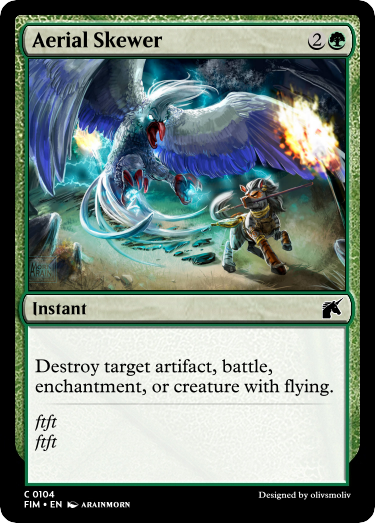 Aerial Skewer 2
Instant
Destroy target artifact, battle,
enchantment, or creature with flying.
ftft
ftft
C 0104
FIM • EN ARAINMORN Designed by olivsmoliv